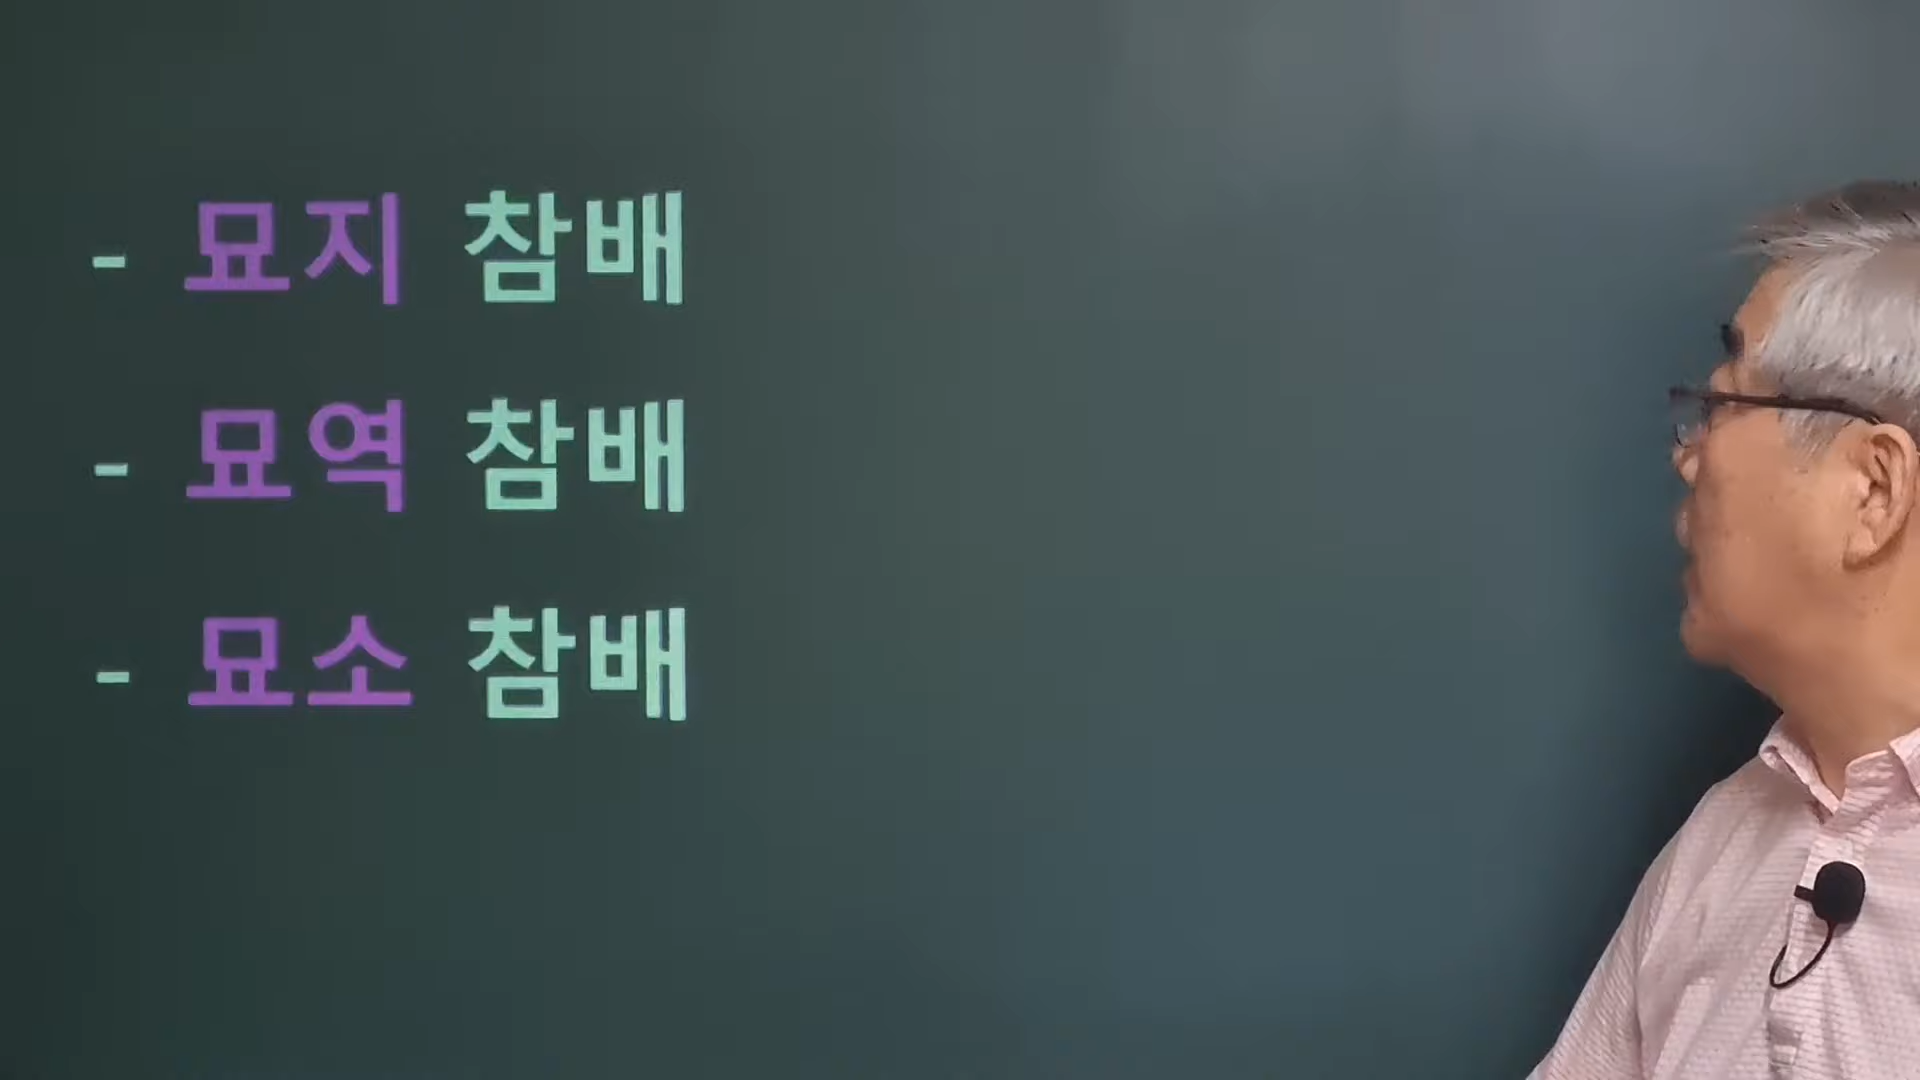 - 묘지 참배
- 묘역 참배
- 묘소 참배